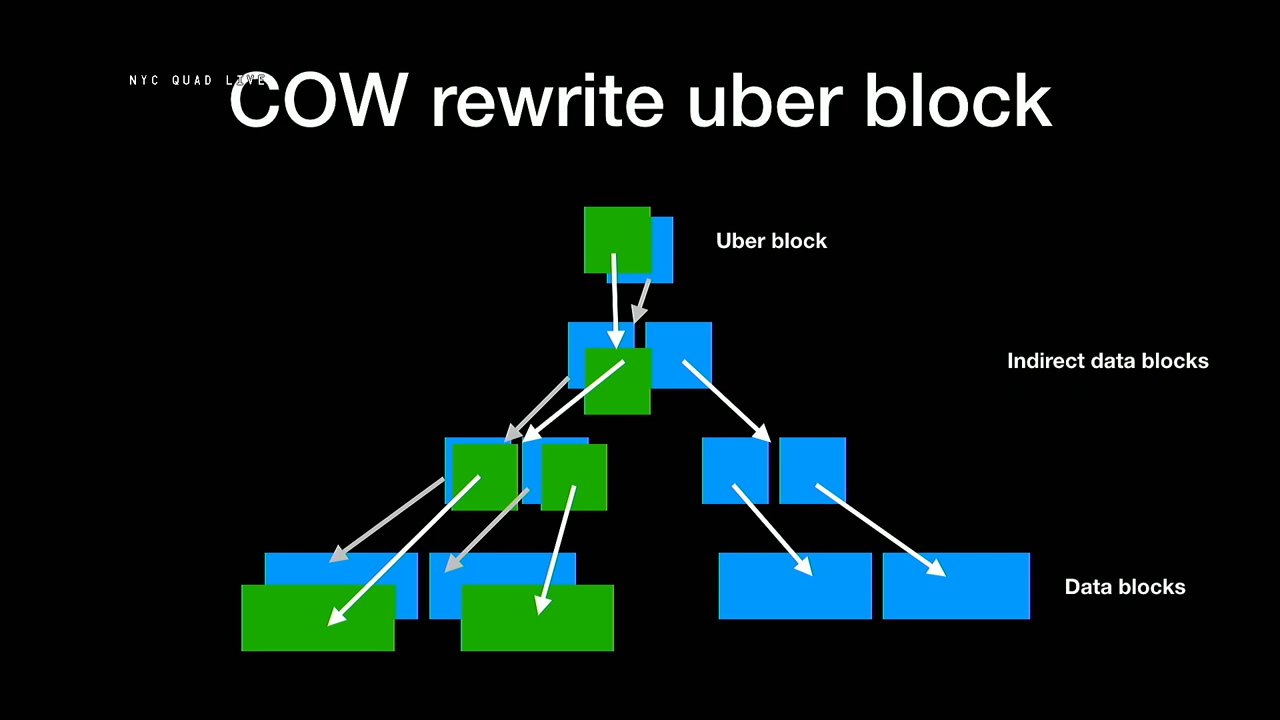 NYC QUAD LIVE
COW rewrite uber block
Uber block
Indirect data blocks
Data blocks